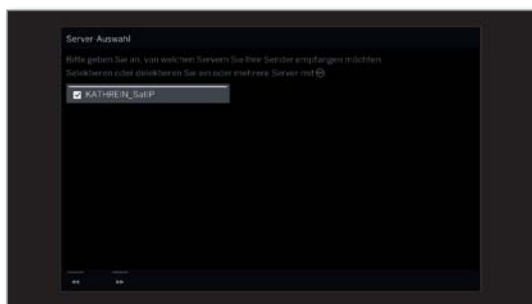 Server-Auswahl
Bitte geben Sie an, von welchen Servern Sie Ihre Sender empfangen möchten.
Selektieren oder deselektieren Sie ein oder mehrere Server mit
KATHREIN_SatIP